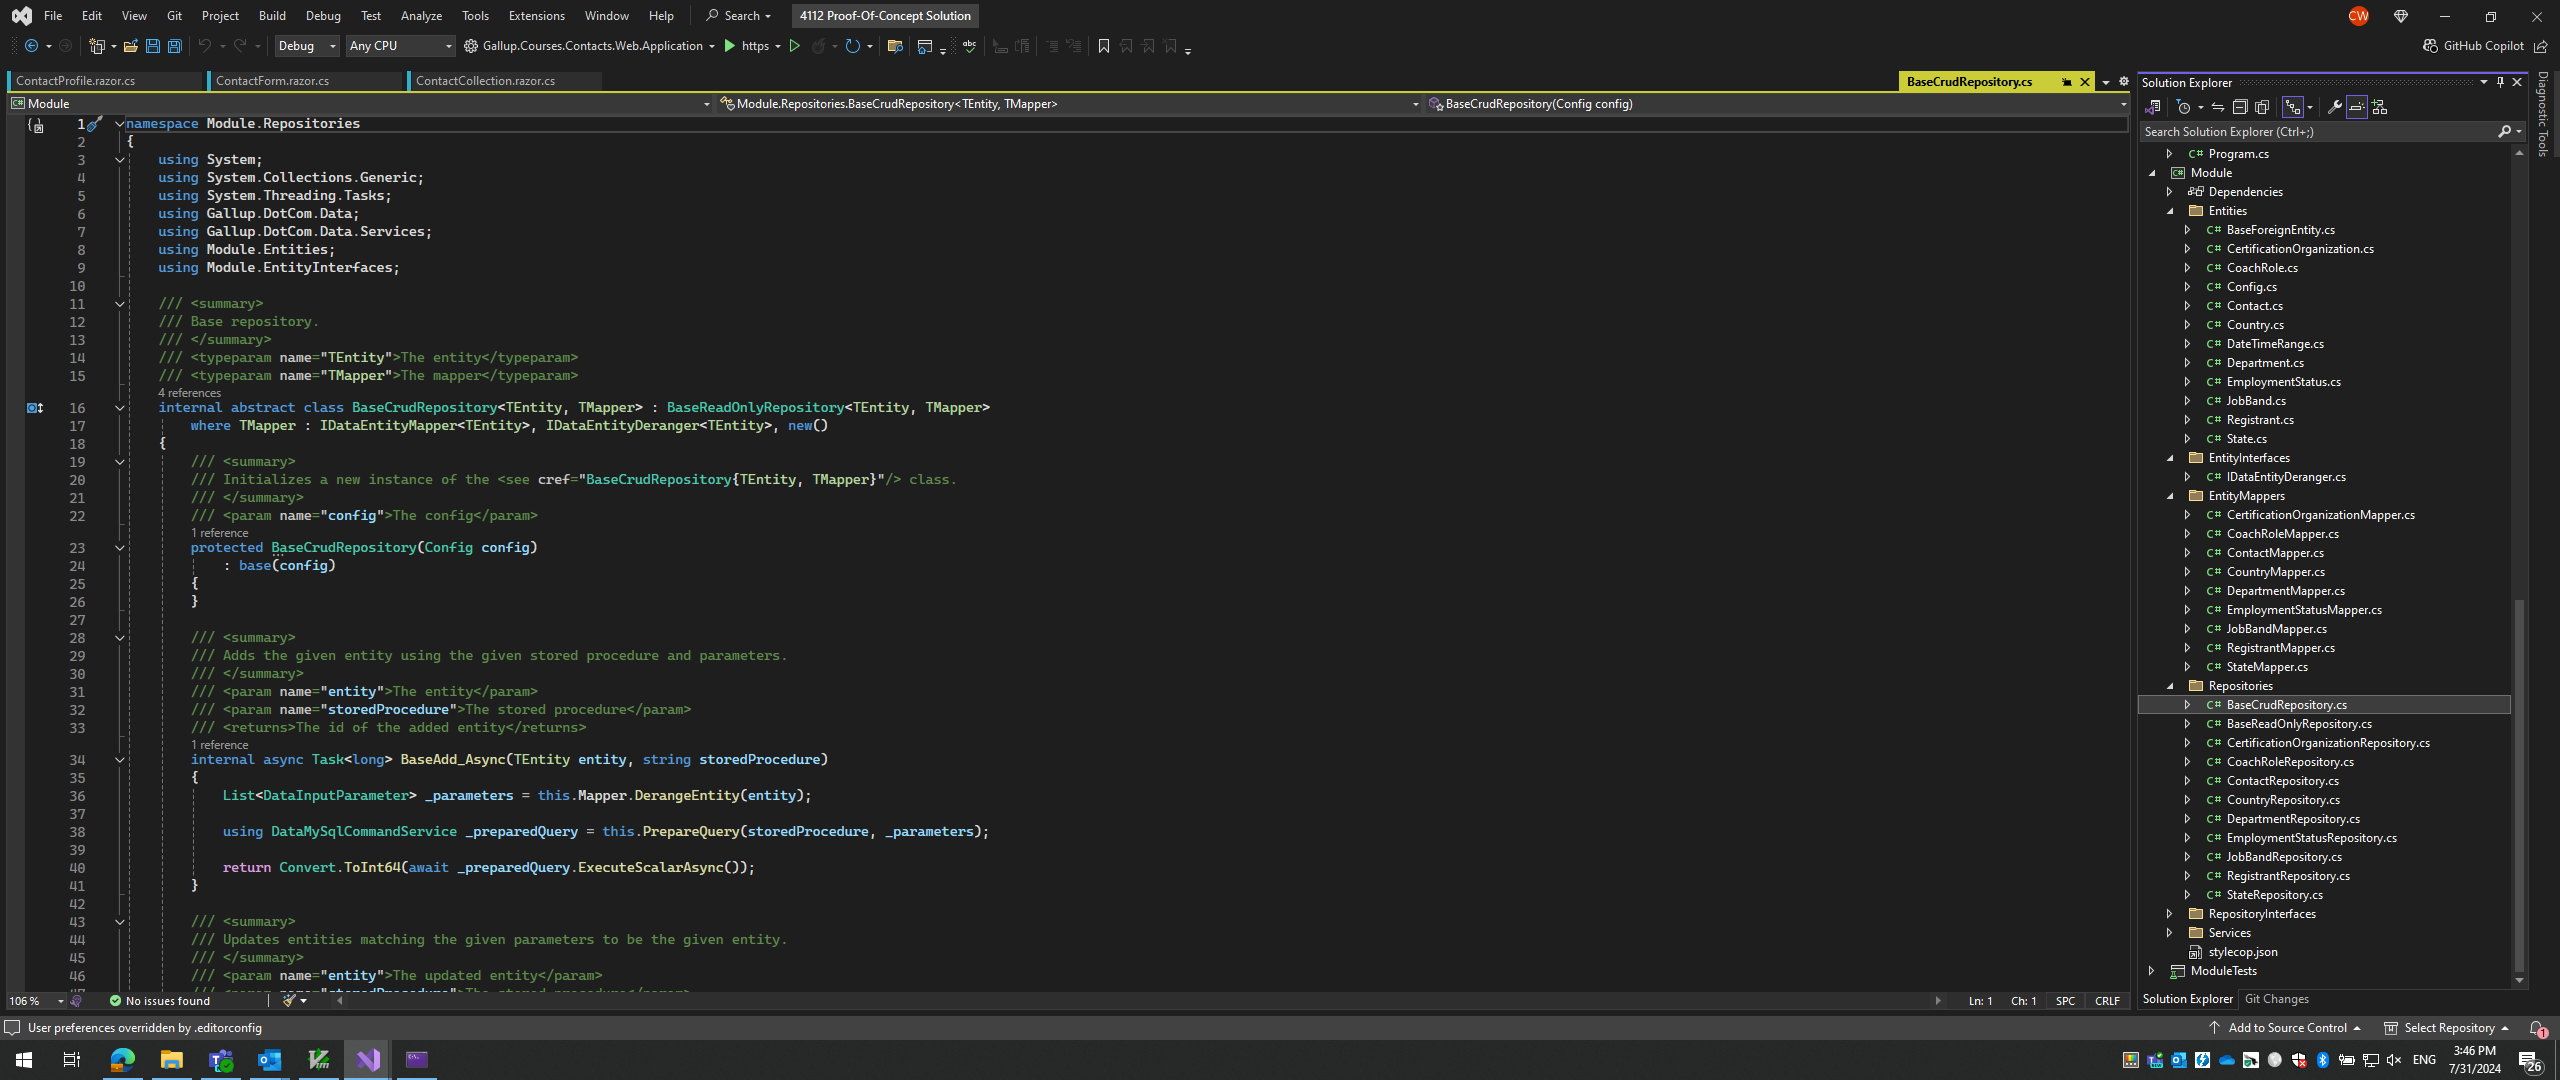 File Edit View Git Project Build Debug Test Analyze Tools Extensions Window Help Search 4112 Proof-Of-Concept Solution CW
Debug Any CPU Gallup.Courses.Contacts.Web.Application https abc GitHub Copilot
ContactProfile.razor.cs ContactForm.razor.cs ContactCollection.razor.cs BaseCrudRepository.cs
Module Module.Repositories.BaseCrudRepository<TEntity, TMapper> BaseCrudRepository(Config config)
1 namespace Module.Repositories
2 {
3 using System;
4 using System.Collections.Generic;
5 using System.Threading.Tasks;
6 using Gallup.DotCom.Data;
7 using Gallup.DotCom.Data.Services;
8 using Module.Entities;
9 using Module.EntityInterfaces;
10
11 /// <summary>
12 /// Base repository.
13 /// </summary>
14 /// <typeparam name="TEntity">The entity</typeparam>
15 /// <typeparam name="TMapper">The mapper</typeparam>
4 references
16 internal abstract class BaseCrudRepository<TEntity, TMapper> : BaseReadOnlyRepository<TEntity, TMapper>
17 where TMapper : IDataEntityMapper<TEntity>, IDataEntityDeranger<TEntity>, new()
18 {
19 /// <summary>
20 /// Initializes a new instance of the <see cref="BaseCrudRepository{TEntity, TMapper}"/> class.
21 /// </summary>
22 /// <param name="config">The config</param>
1 reference
23 protected BaseCrudRepository(Config config)
24 : base(config)
25 {
26 }
27
28 /// <summary>
29 /// Adds the given entity using the given stored procedure and parameters.
30 /// </summary>
31 /// <param name="entity">The entity</param>
32 /// <param name="storedProcedure">The stored procedure</param>
33 /// <returns>The id of the added entity</returns>
1 reference
34 internal async Task<long> BaseAdd_Async(TEntity entity, string storedProcedure)
35 {
36 List<DataInputParameter> _parameters = this.Mapper.DerangeEntity(entity);
37
38 using DataMySqlCommandService _preparedQuery = this.PrepareQuery(storedProcedure, _parameters);
39
40 return Convert.ToInt64(await _preparedQuery.ExecuteScalarAsync());
41 }
42
43 /// <summary>
44 /// Updates entities matching the given parameters to be the given entity.
45 /// </summary>
46 /// <param name="entity">The updated entity</param>
106 % No issues found Ln: 1 Ch: 1 SPC CRLF
Solution Explorer
Search Solution Explorer (Ctrl+;)
C# Program.cs
C# Module
Dependencies
Entities
C# BaseForeignEntity.cs
C# CertificationOrganization.cs
C# CoachRole.cs
C# Config.cs
C# Contact.cs
C# Country.cs
C# DateTimeRange.cs
C# Department.cs
C# EmploymentStatus.cs
C# JobBand.cs
C# Registrant.cs
C# State.cs
EntityInterfaces
C# IDataEntityDeranger.cs
EntityMappers
C# CertificationOrganizationMapper.cs
C# CoachRoleMapper.cs
C# ContactMapper.cs
C# CountryMapper.cs
C# DepartmentMapper.cs
C# EmploymentStatusMapper.cs
C# JobBandMapper.cs
C# RegistrantMapper.cs
C# StateMapper.cs
Repositories
C# BaseCrudRepository.cs
C# BaseReadOnlyRepository.cs
C# CertificationOrganizationRepository.cs
C# CoachRoleRepository.cs
C# ContactRepository.cs
C# CountryRepository.cs
C# DepartmentRepository.cs
C# EmploymentStatusRepository.cs
C# JobBandRepository.cs
C# RegistrantRepository.cs
C# StateRepository.cs
RepositoryInterfaces
Services
stylecop.json
ModuleTests
Solution Explorer Git Changes
Diagnostic Tools
User preferences overridden by .editorconfig Add to Source Control Select Repository 1
ENG 3:46 PM
7/31/2024 26